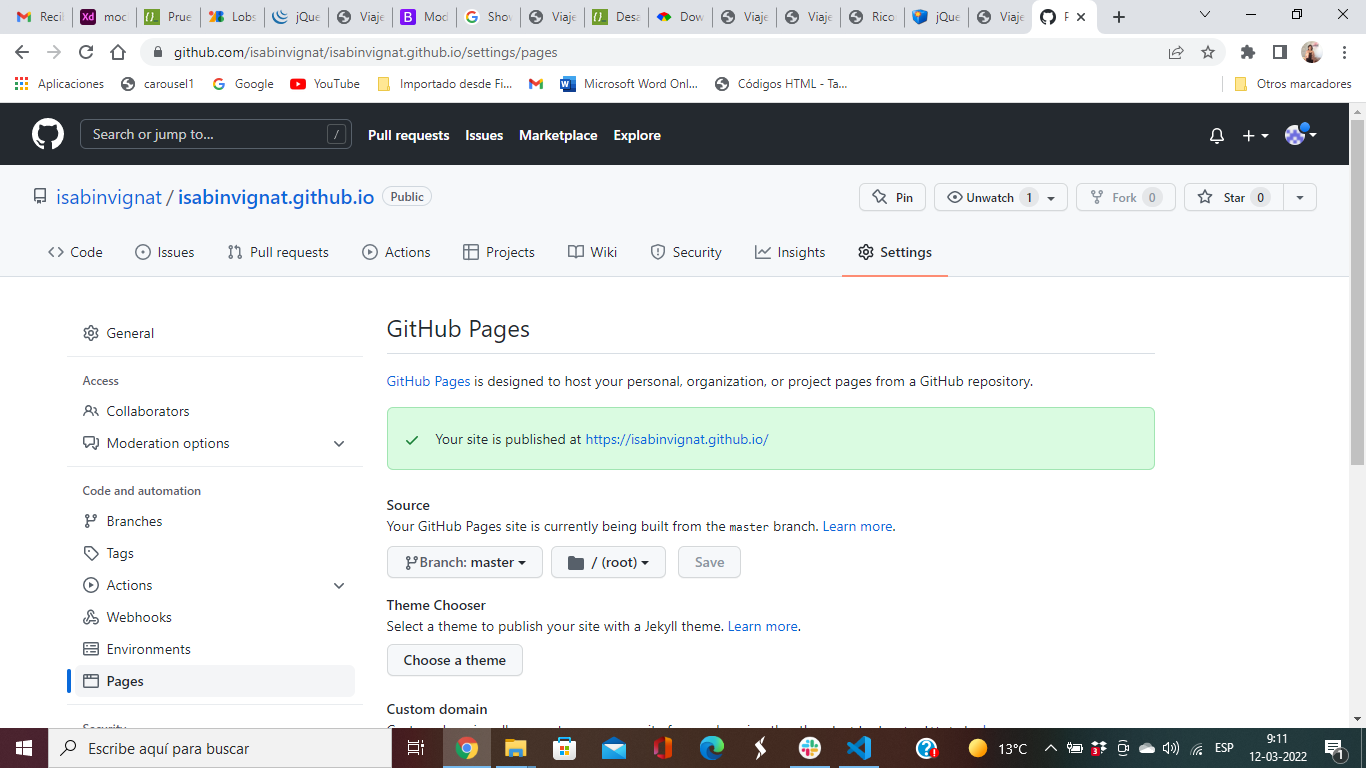 Reci
moc
Prue
Lobs
jQue
Viaje
Mod
Sho
Viaje
Desa
Dow
Viaje
Viaje
Rico
jQue
Viaje
github.com/isabinvignat/isabinvignat.github.io/settings/pages
Aplicaciones
carousel1
Google
YouTube
Importado desde Fi...
Microsoft Word Onl...
Códigos HTML - Ta...
Otros marcadores
Search or jump to...
/
Pull requests
Issues
Marketplace
Explore
isabinvignat / isabinvignat.github.io
Public
Pin
Unwatch 1
Fork 0
Star 0
Code
Issues
Pull requests
Actions
Projects
Wiki
Security
Insights
Settings
General
Access
Collaborators
Moderation options
Code and automation
Branches
Tags
Actions
Webhooks
Environments
Pages
GitHub Pages
GitHub Pages is designed to host your personal, organization, or project pages from a GitHub repository.
Your site is published at https://isabinvignat.github.io/
Source
Your GitHub Pages site is currently being built from the master branch. Learn more.
Branch: master
/ (root)
Save
Theme Chooser
Select a theme to publish your site with a Jekyll theme. Learn more.
Choose a theme
Custom domain
Escribe aquí para buscar
13°C
ESP
9:11
12-03-2022
1